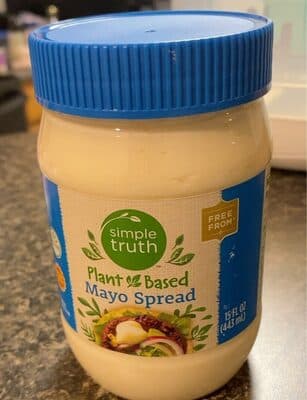 simple
truth
FREE
FROM
Plant Based
Mayo Spread
15 FL OZ
(443 mL)